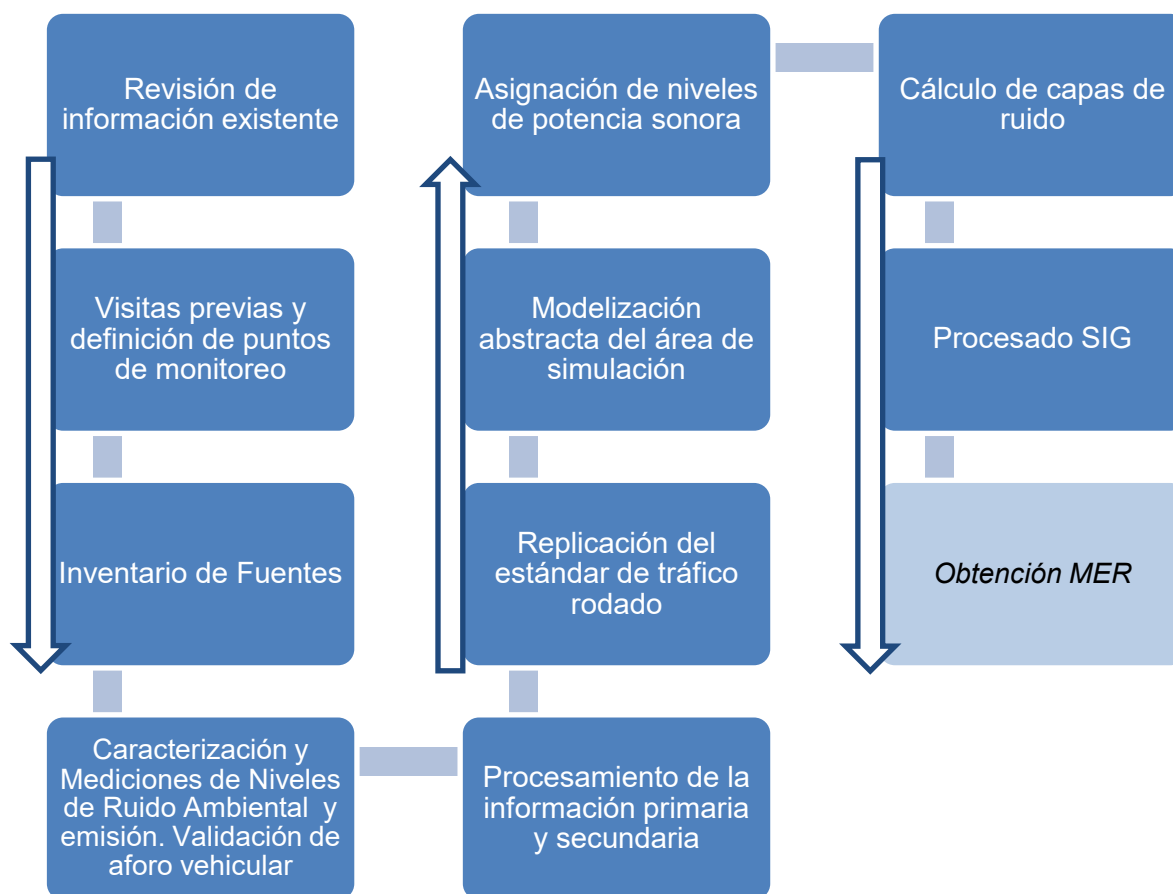 Revisión de
información existente
Visitas previas y
definición de puntos
de monitoreo
Inventario de Fuentes
Caracterización y
Mediciones de Niveles
de Ruido Ambiental y
emisión. Validación de
aforo vehicular
Procesamiento de la
información primaria
y secundaria
Replicación del
estándar de tráfico
rodado
Modelización
abstracta del área de
simulación
Asignación de niveles
de potencia sonora
Cálculo de capas de
ruido
Procesado SIG
Obtención MER